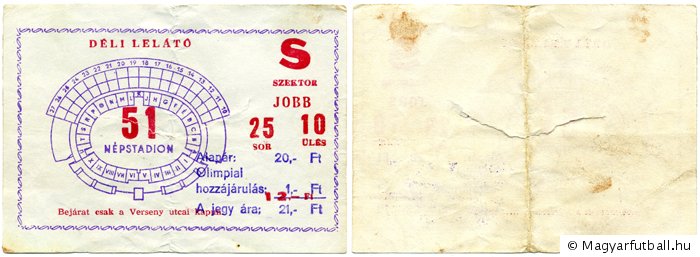 DÉLI LELÁTÓ
S
SZEKTOR
JOBB
51
NÉPSTADION
25 10
SOR ÜLÉS
Alapár: 20,- Ft
Olimpiai
hozzájárulás: 1,- Ft
A jegy ára: 21,- Ft
Bejárat csak a Verseny utcai kapun
© Magyarfutball.hu